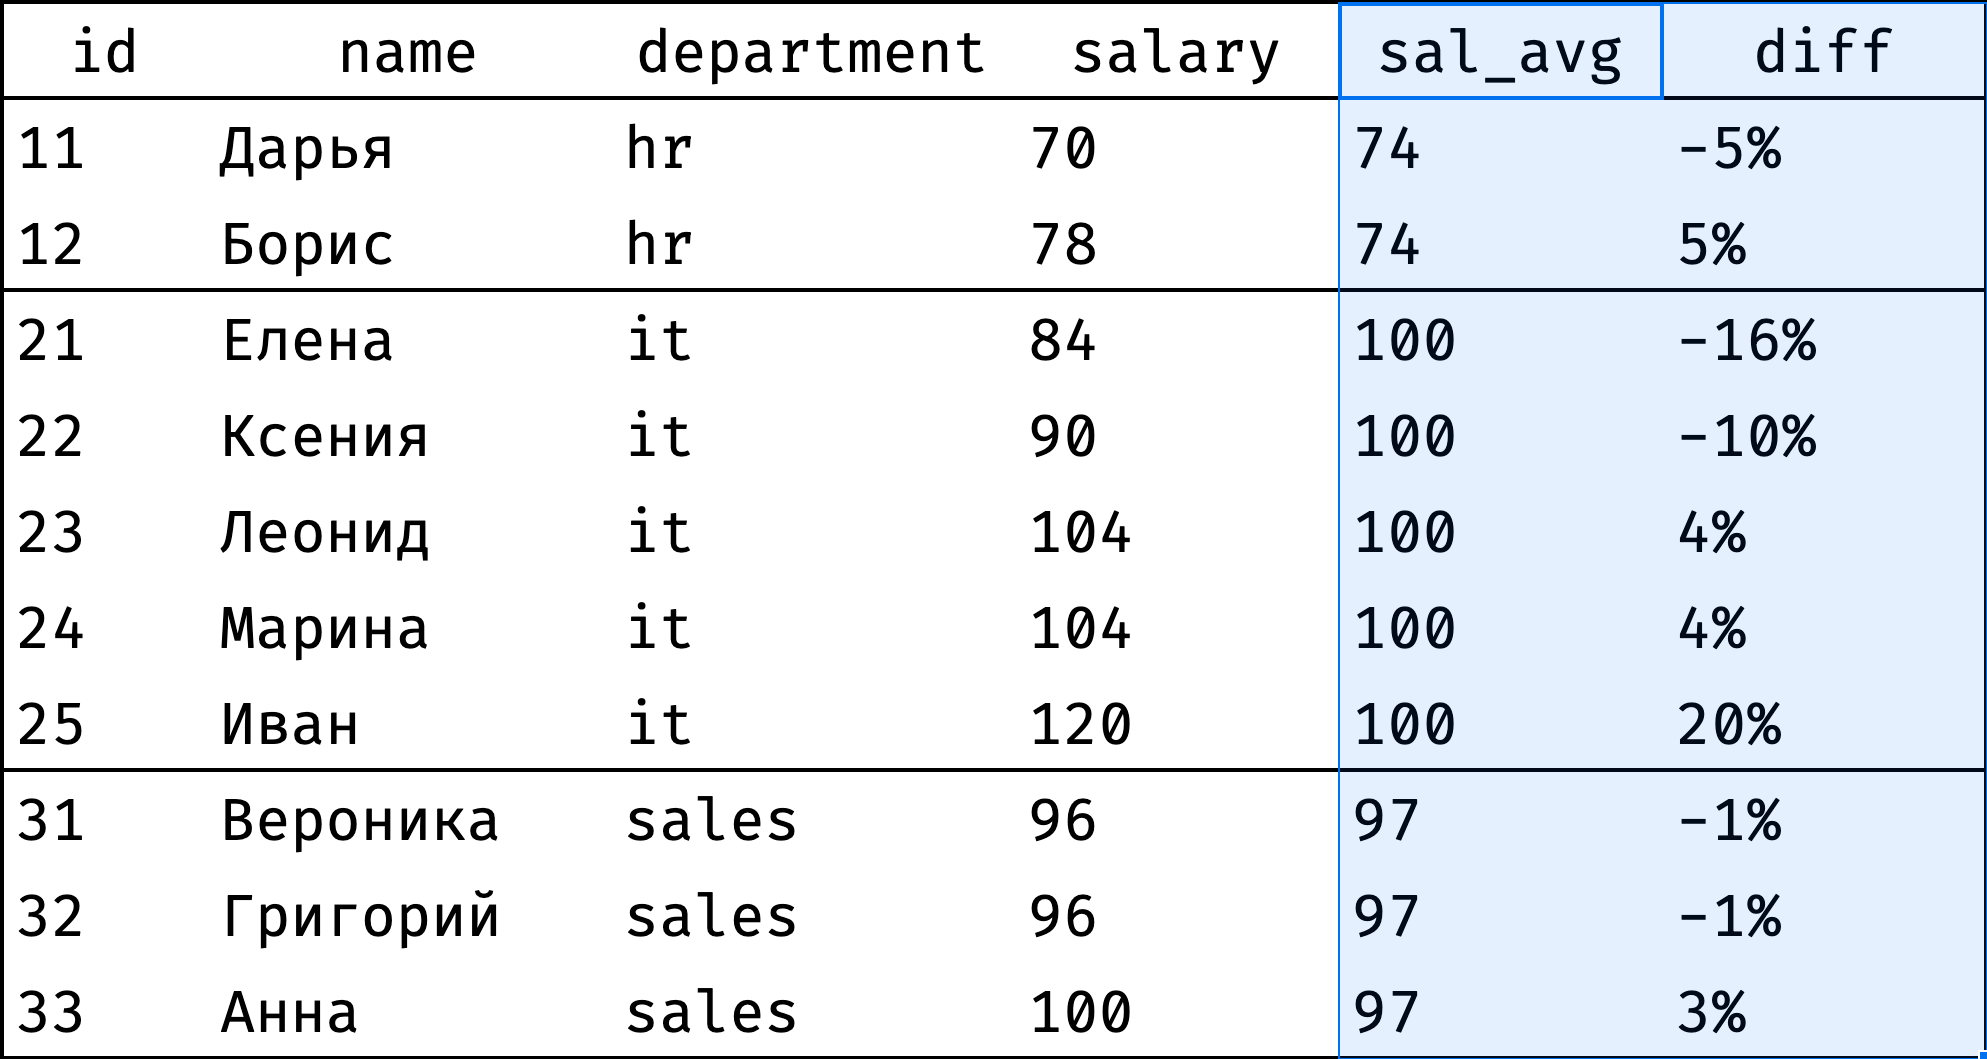 id name department salary sal_avg diff
11 Дарья hr 70 74 -5%
12 Борис hr 78 74 5%
21 Елена it 84 100 -16%
22 Ксения it 90 100 -10%
23 Леонид it 104 100 4%
24 Марина it 104 100 4%
25 Иван it 120 100 20%
31 Вероника sales 96 97 -1%
32 Григорий sales 96 97 -1%
33 Анна sales 100 97 3%